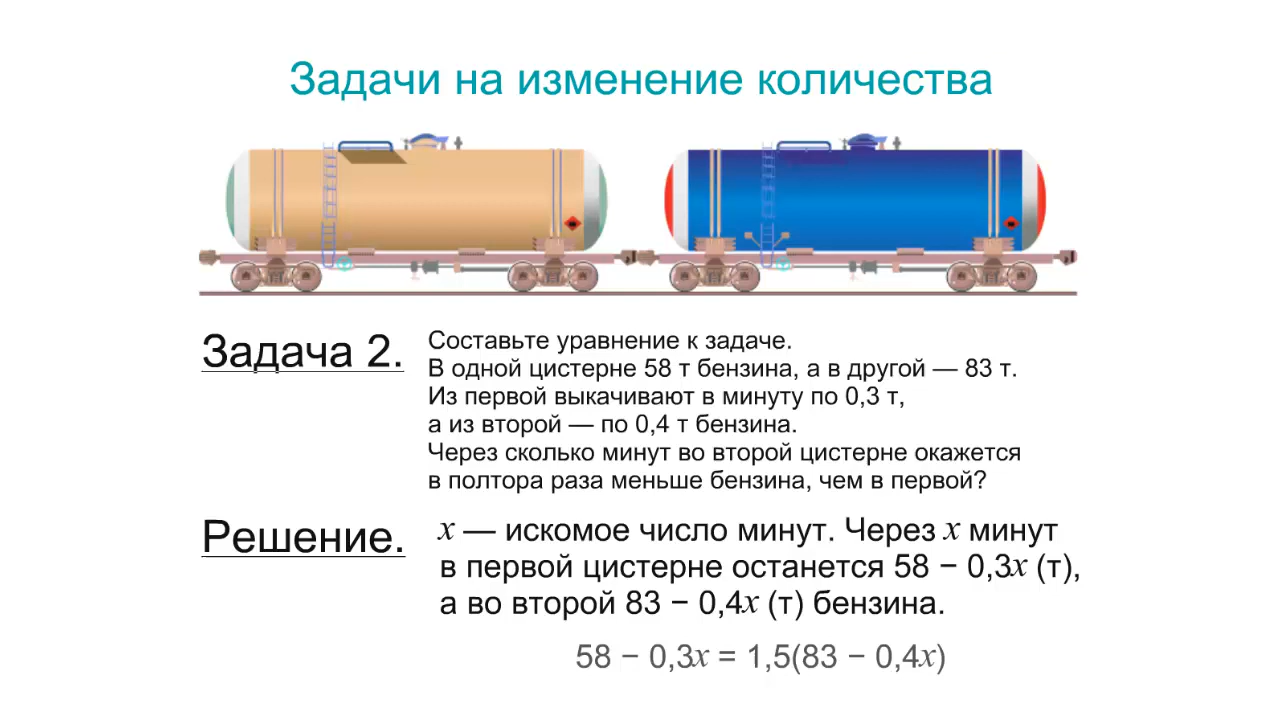 Задачи на изменение количества
Задача 2.
Составьте уравнение к задаче.
В одной цистерне 58 т бензина, а в другой — 83 т.
Из первой выкачивают в минуту по 0,3 т,
а из второй — по 0,4 т бензина.
Через сколько минут во второй цистерне окажется
в полтора раза меньше бензина, чем в первой?
Решение.
x — искомое число минут. Через x минут
в первой цистерне останется 58 − 0,3x (т),
а во второй 83 − 0,4x (т) бензина.
58 − 0,3x = 1,5(83 − 0,4x)